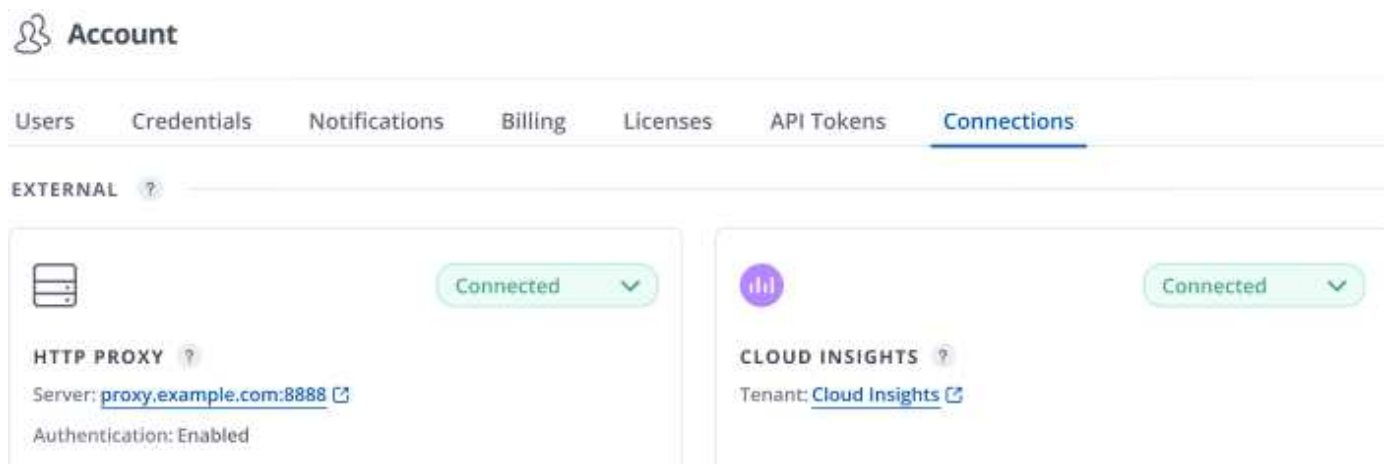 Account
Users Credentials Notifications Billing Licenses API Tokens Connections
EXTERNAL ?
Connected
HTTP PROXY ?
Server: proxy.example.com:8888
Authentication: Enabled
Connected
CLOUD INSIGHTS ?
Tenant: Cloud Insights